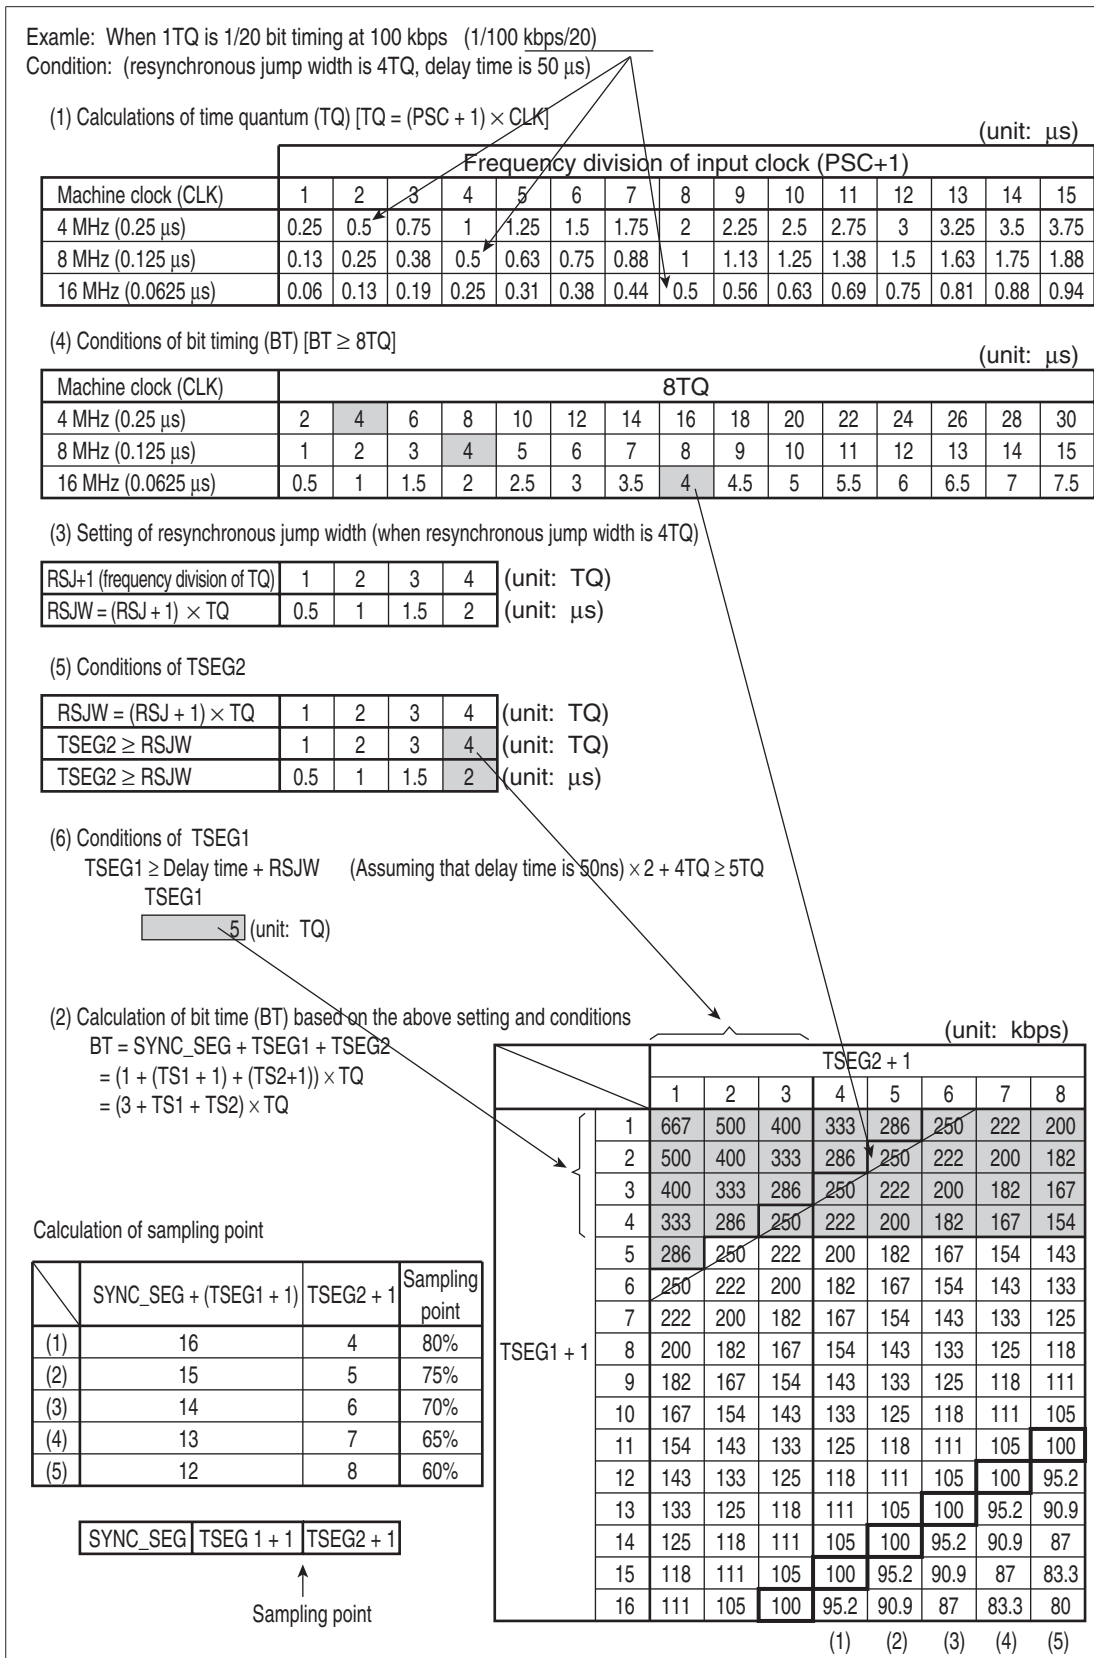 Examle: When 1TQ is 1/20 bit timing at 100 kbps (1/100 kbps/20)
Condition: (resynchronous jump width is 4TQ, delay time is 50 μs)
(1) Calculations of time quantum (TQ) [TQ = (PSC + 1) × CLK]
(unit: μs)
Frequency division of input clock (PSC+1)
Machine clock (CLK) 1 2 3 4 5 6 7 8 9 10 11 12 13 14 15
4 MHz (0.25 μs) 0.25 0.5 0.75 1 1.25 1.5 1.75 2 2.25 2.5 2.75 3 3.25 3.5 3.75
8 MHz (0.125 μs) 0.13 0.25 0.38 0.5 0.63 0.75 0.88 1 1.13 1.25 1.38 1.5 1.63 1.75 1.88
16 MHz (0.0625 μs) 0.06 0.13 0.19 0.25 0.31 0.38 0.44 0.5 0.56 0.63 0.69 0.75 0.81 0.88 0.94
(4) Conditions of bit timing (BT) [BT ≥ 8TQ]
(unit: μs)
Machine clock (CLK) 8TQ
4 MHz (0.25 μs) 2 4 6 8 10 12 14 16 18 20 22 24 26 28 30
8 MHz (0.125 μs) 1 2 3 4 5 6 7 8 9 10 11 12 13 14 15
16 MHz (0.0625 μs) 0.5 1 1.5 2 2.5 3 3.5 4 4.5 5 5.5 6 6.5 7 7.5
(3) Setting of resynchronous jump width (when resynchronous jump width is 4TQ)
RSJ+1 (frequency division of TQ) 1 2 3 4 (unit: TQ)
RSJW = (RSJ + 1) × TQ 0.5 1 1.5 2 (unit: μs)
(5) Conditions of TSEG2
RSJW = (RSJ + 1) × TQ 1 2 3 4 (unit: TQ)
TSEG2 ≥ RSJW 1 2 3 4 (unit: TQ)
TSEG2 ≥ RSJW 0.5 1 1.5 2 (unit: μs)
(6) Conditions of TSEG1
TSEG1 ≥ Delay time + RSJW (Assuming that delay time is 50ns) × 2 + 4TQ ≥ 5TQ
TSEG1
5 (unit: TQ)
(2) Calculation of bit time (BT) based on the above setting and conditions
BT = SYNC_SEG + TSEG1 + TSEG2
= (1 + (TS1 + 1) + (TS2+1)) × TQ
= (3 + TS1 + TS2) × TQ
(unit: kbps)
TSEG2 + 1
1 2 3 4 5 6 7 8
TSEG1 + 1
1 667 500 400 333 286 250 222 200
2 500 400 333 286 250 222 200 182
3 400 333 286 250 222 200 182 167
4 333 286 250 222 200 182 167 154
5 286 250 222 200 182 167 154 143
6 250 222 200 182 167 154 143 133
7 222 200 182 167 154 143 133 125
8 200 182 167 154 143 133 125 118
9 182 167 154 143 133 125 118 111
10 167 154 143 133 125 118 111 105
11 154 143 133 125 118 111 105 100
12 143 133 125 118 111 105 100 95.2
13 133 125 118 111 105 100 95.2 90.9
14 125 118 111 105 100 95.2 90.9 87
15 118 111 105 100 95.2 90.9 87 83.3
16 111 105 100 95.2 90.9 87 83.3 80
(1) (2) (3) (4) (5)
Calculation of sampling point
SYNC_SEG + (TSEG1 + 1) TSEG2 + 1 Sampling point
(1) 16 4 80%
(2) 15 5 75%
(3) 14 6 70%
(4) 13 7 65%
(5) 12 8 60%
SYNC_SEG TSEG 1 + 1 TSEG2 + 1
Sampling point